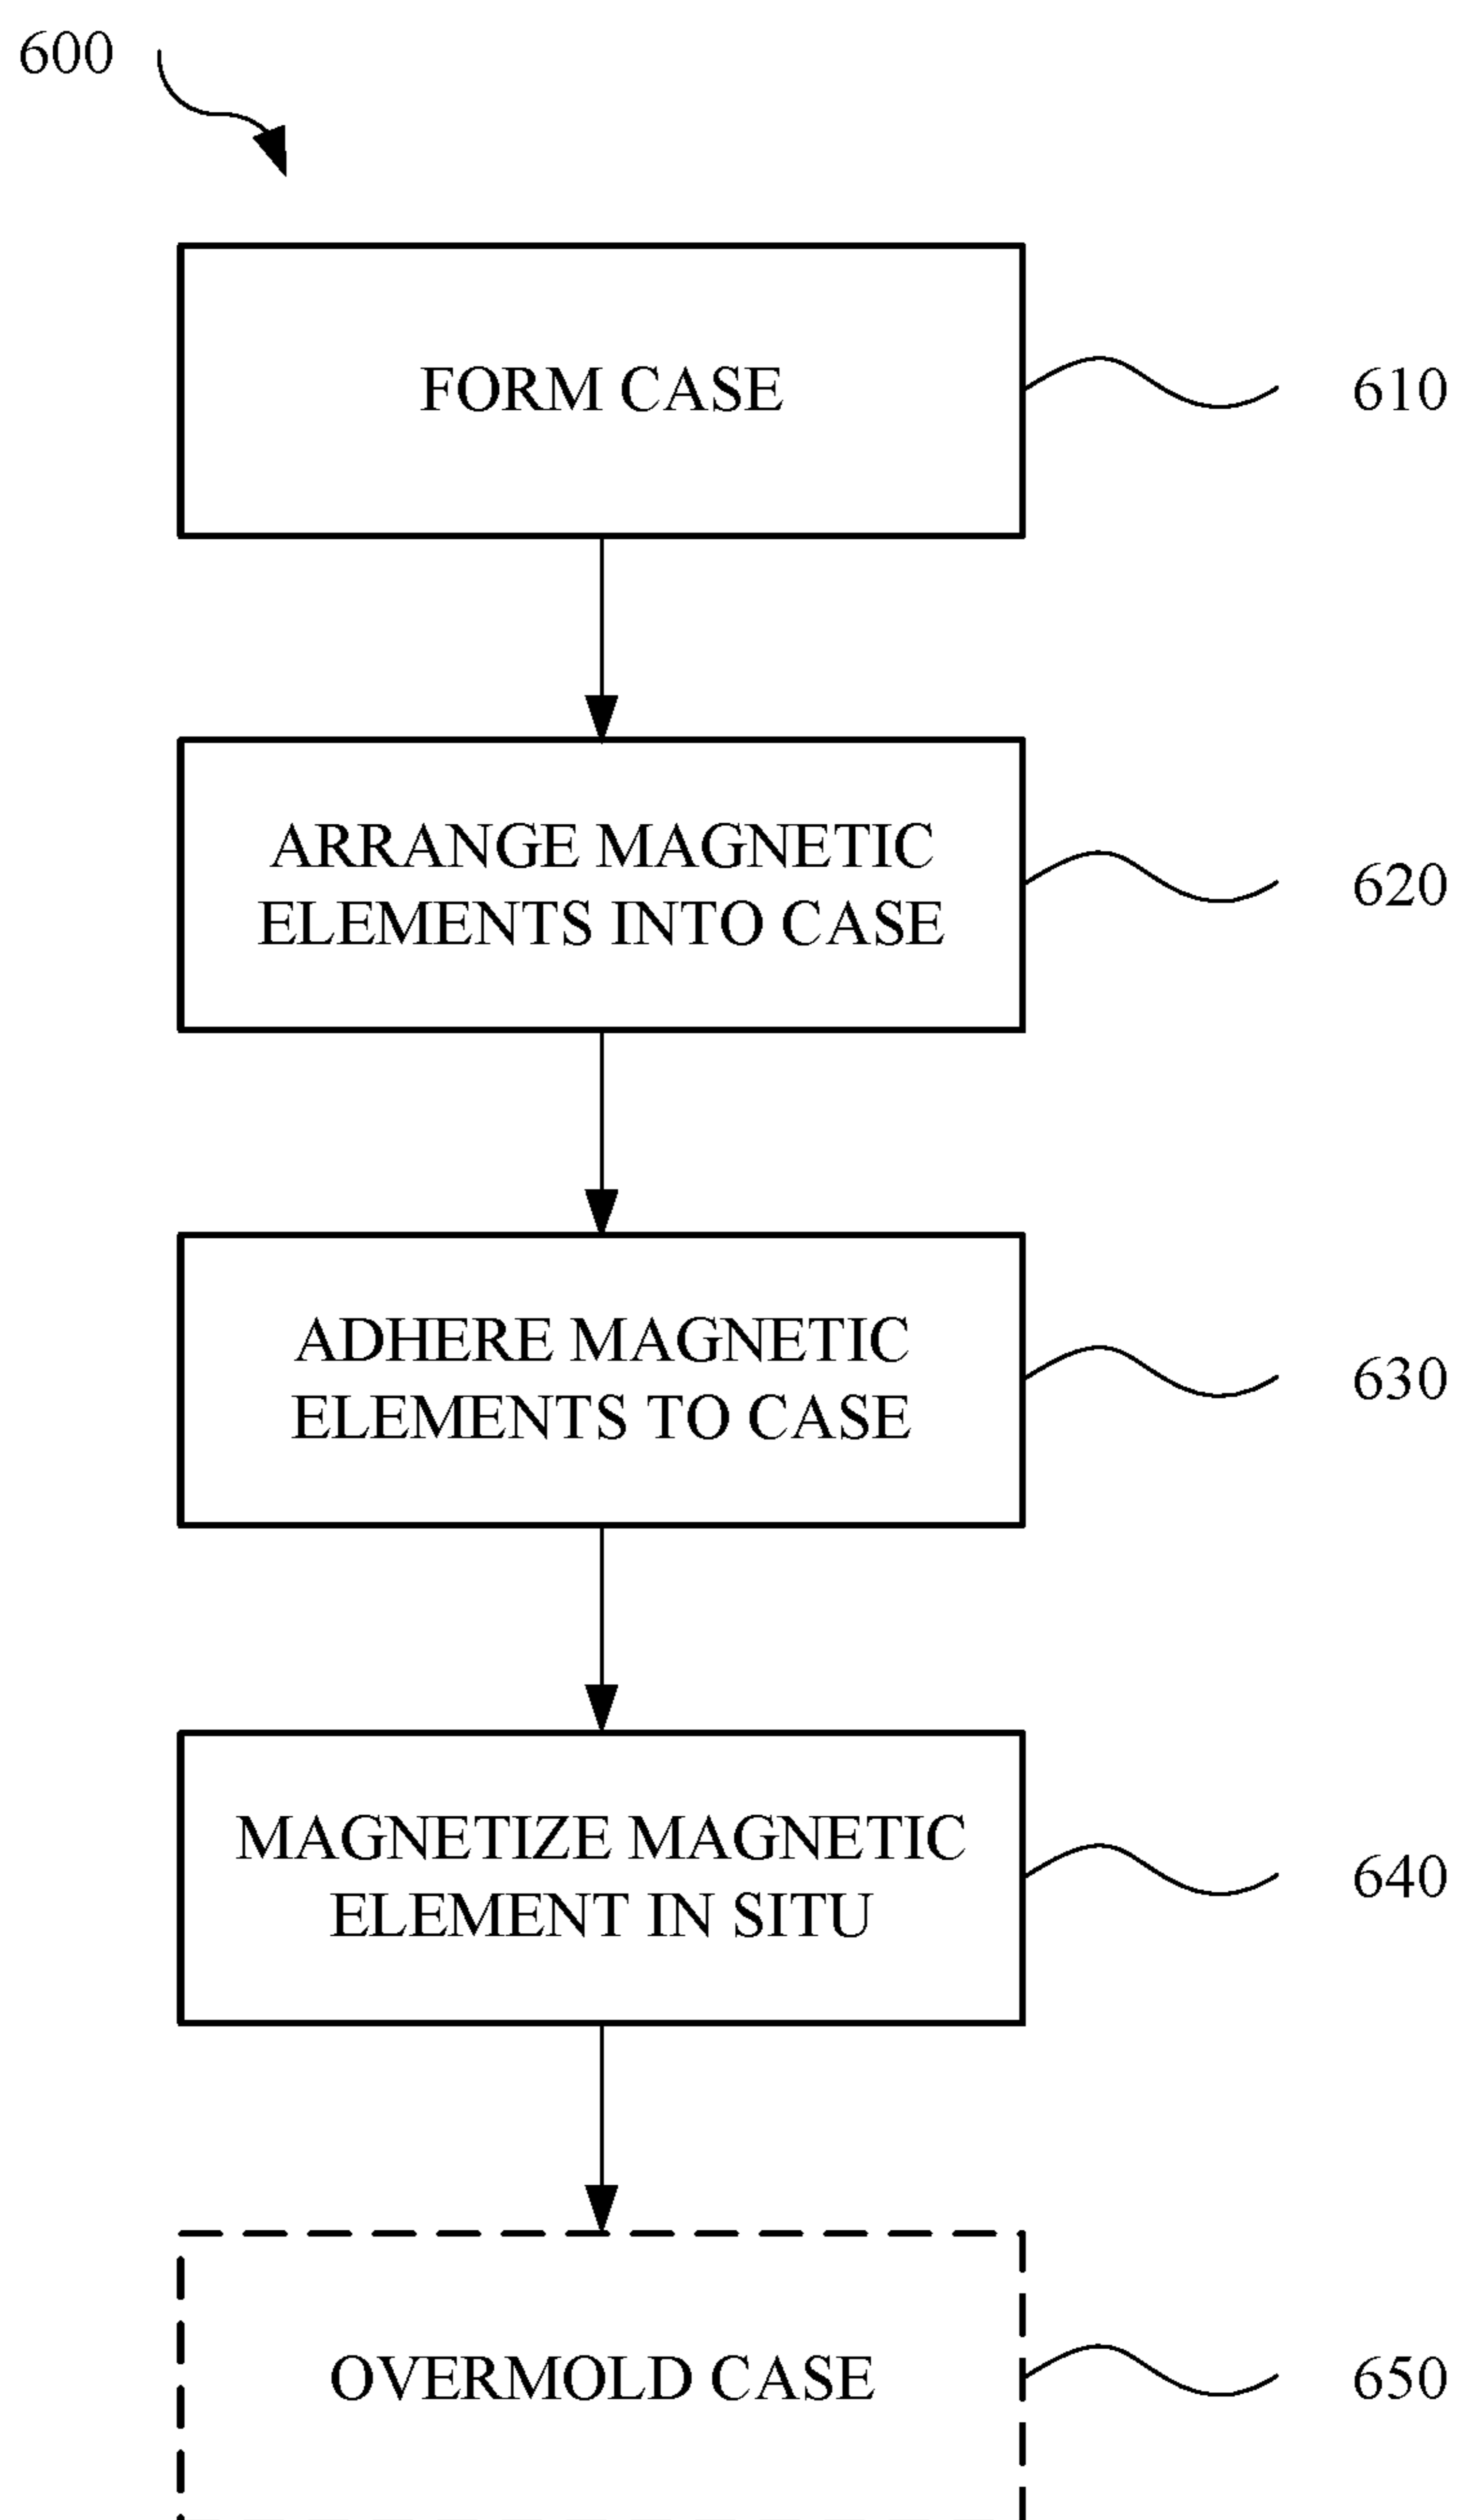 600
FORM CASE
610
ARRANGE MAGNETIC
ELEMENTS INTO CASE
620
ADHERE MAGNETIC
ELEMENTS TO CASE
630
MAGNETIZE MAGNETIC
ELEMENT IN SITU
640
OVERMOLD CASE
650